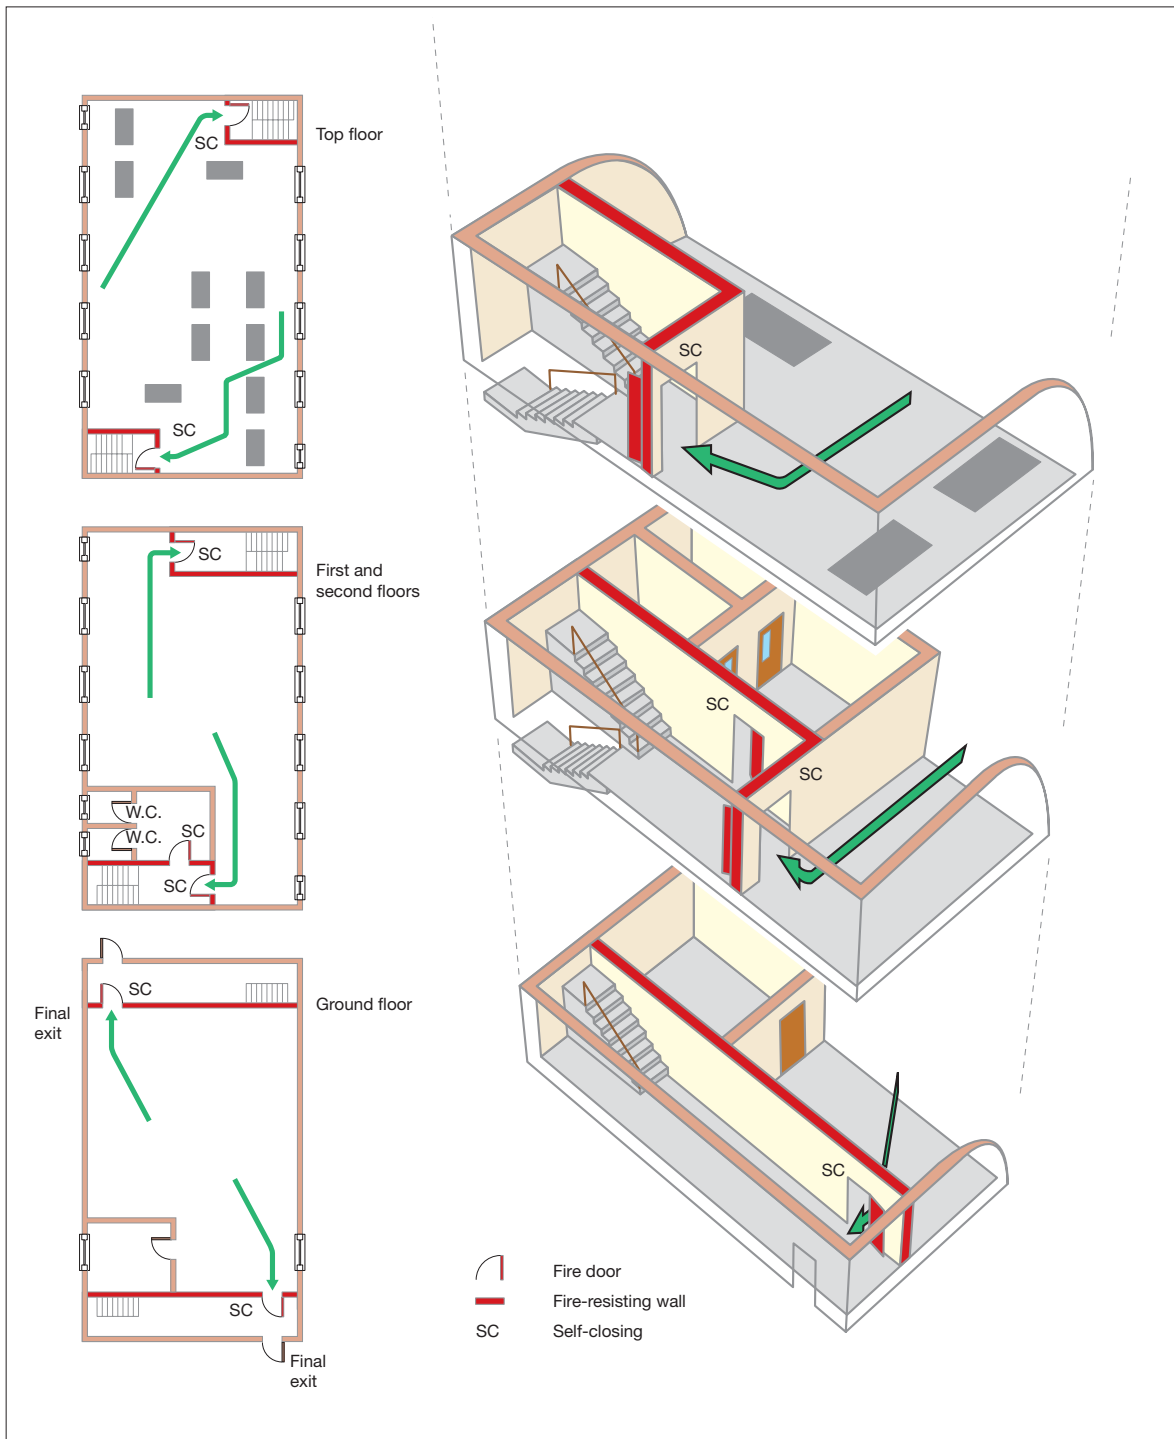 SC
Top floor
SC
SC
First and
second floors
W.C.
W.C.
SC
SC
SC
Final
exit
Ground floor
SC
Final
exit
SC
SC
SC
SC
Fire door
Fire-resisting wall
SC
Self-closing